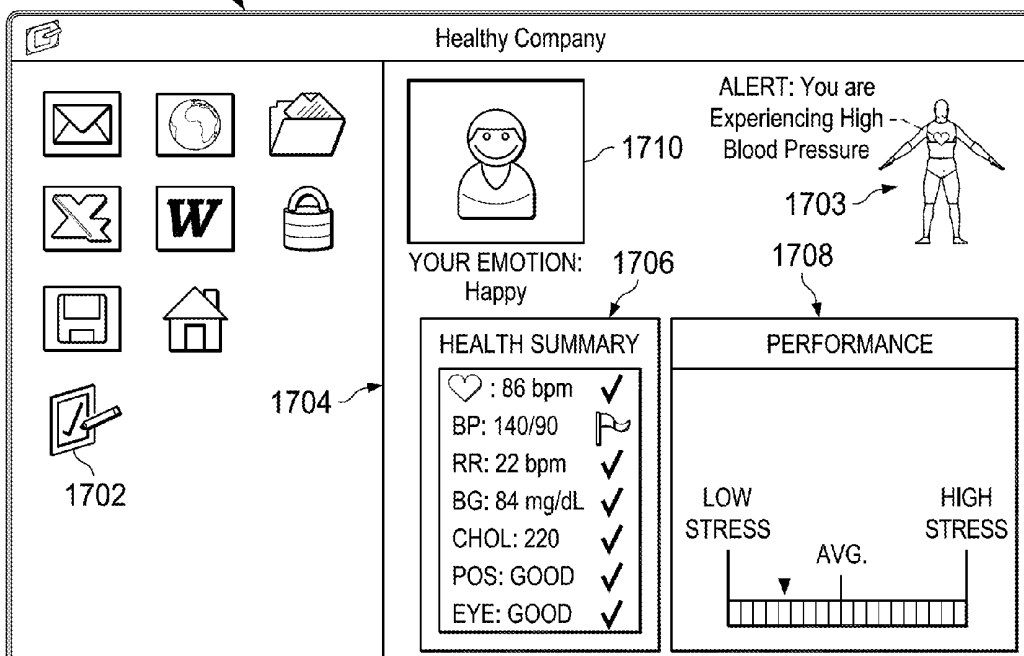 Healthy Company
W
1702
1704
1710
YOUR EMOTION:
Happy
ALERT: You are
Experiencing High
Blood Pressure
1703
1706
HEALTH SUMMARY
: 86 bpm
BP: 140/90
RR: 22 bpm
BG: 84 mg/dL
CHOL: 220
POS: GOOD
EYE: GOOD
1708
PERFORMANCE
LOW
STRESS
AVG.
HIGH
STRESS